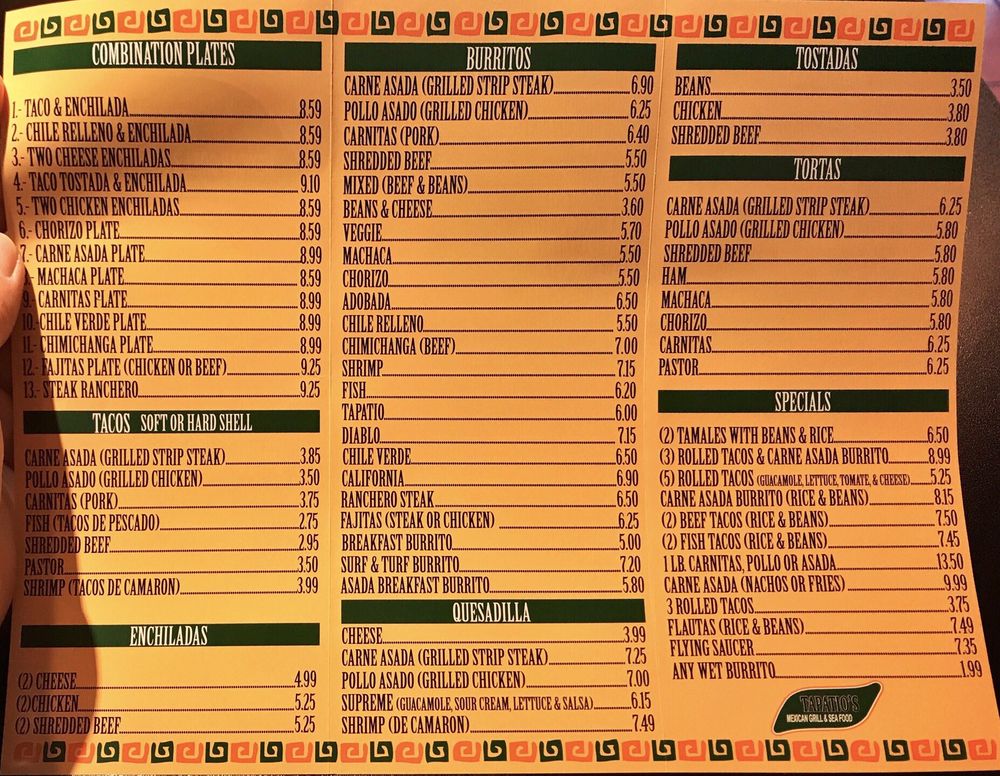 COMBINATION PLATES
1.- TACO & ENCHILADA 8.59
2.- CHILE RELLENO & ENCHILADA 8.59
3.- TWO CHEESE ENCHILADAS 8.59
4.- TACO TOSTADA & ENCHILADA 9.10
5.- TWO CHICKEN ENCHILADAS 8.59
6.- CHORIZO PLATE 8.59
7.- CARNE ASADA PLATE 8.99
.- MACHACA PLATE 8.59
9.- CARNITAS PLATE 8.99
10.- CHILE VERDE PLATE 8.99
11.- CHIMICHANGA PLATE 8.99
12.- FAJITAS PLATE (CHICKEN OR BEEF) 9.25
13.- STEAK RANCHERO 9.25
TACOS SOFT OR HARD SHELL
CARNE ASADA (GRILLED STRIP STEAK) 3.85
POLLO ASADO (GRILLED CHICKEN) 3.50
CARNITAS (PORK) 3.75
FISH (TACOS DE PESCADO) 2.75
SHREDDED BEEF 2.95
PASTOR 3.50
SHRIMP (TACOS DE CAMARON) 3.99
ENCHILADAS
(2) CHEESE 4.99
(2)CHICKEN 5.25
(2) SHREDDED BEEF 5.25
BURRITOS
CARNE ASADA (GRILLED STRIP STEAK) 6.90
POLLO ASADO (GRILLED CHICKEN) 6.25
CARNITAS (PORK) 6.40
SHREDDED BEEF 5.50
MIXED (BEEF & BEANS) 5.50
BEANS & CHEESE 3.60
VEGGIE 5.70
MACHACA 5.50
CHORIZO 5.50
ADOBADA 6.50
CHILE RELLENO 5.50
CHIMICHANGA (BEEF) 7.00
SHRIMP 7.15
FISH 6.20
TAPATIO 6.00
DIABLO 7.15
CHILE VERDE 6.50
CALIFORNIA 6.90
RANCHERO STEAK 6.50
FAJITAS (STEAK OR CHICKEN) 6.25
BREAKFAST BURRITO 5.00
SURF & TURF BURRITO 7.20
ASADA BREAKFAST BURRITO 5.80
QUESADILLA
CHEESE 3.99
CARNE ASADA (GRILLED STRIP STEAK) 7.25
POLLO ASADO (GRILLED CHICKEN) 7.00
SUPREME (GUACAMOLE, SOUR CREAM, LETTUCE & SALSA) 6.15
SHRIMP (DE CAMARON) 7.49
TOSTADAS
BEANS 3.50
CHICKEN 3.80
SHREDDED BEEF 3.80
TORTAS
CARNE ASADA (GRILLED STRIP STEAK) 6.25
POLLO ASADO (GRILLED CHICKEN) 5.80
SHREDDED BEEF 5.80
HAM 5.80
MACHACA 5.80
CHORIZO 5.80
CARNITAS 6.25
PASTOR 6.25
SPECIALS
(2) TAMALES WITH BEANS & RICE 6.50
(3) ROLLED TACOS & CARNE ASADA BURRITO 8.99
(5) ROLLED TACOS (GUACAMOLE, LETTUCE, TOMATE, & CHEESE) 5.25
CARNE ASADA BURRITO (RICE & BEANS) 8.15
(2) BEEF TACOS (RICE & BEANS) 7.50
(2) FISH TACOS (RICE & BEANS) 7.45
1 LB. CARNITAS, POLLO OR ASADA 13.50
CARNE ASADA (NACHOS OR FRIES) 9.99
3 ROLLED TACOS 3.75
FLAUTAS (RICE & BEANS) 7.49
FLYING SAUCER 7.35
ANY WET BURRITO 1.99
TAPATIO'S
MEXICAN GRILL & SEA FOOD